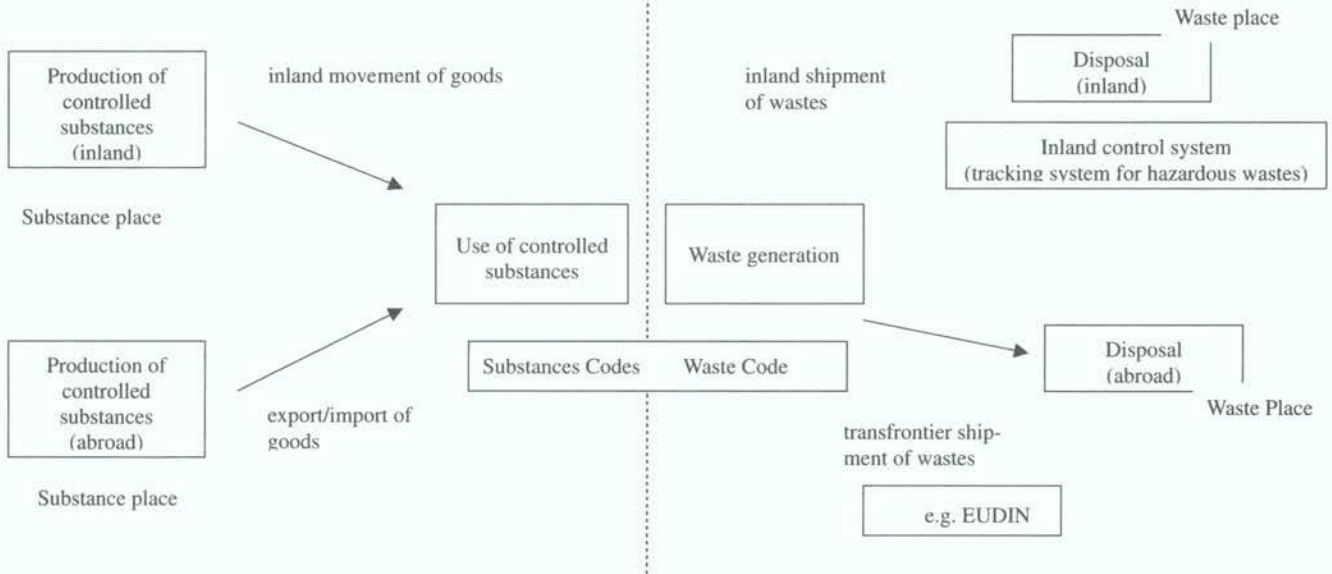 Production of
controlled
substances
(inland)
Substance place
inland movement of goods
Production of
controlled
substances
(abroad)
Substance place
export/import of
goods
Use of controlled
substances
Waste generation
Substances Codes Waste Code
inland shipment
of wastes
Waste place
Disposal
(inland)
Inland control system
(tracking system for hazardous wastes)
Disposal
(abroad)
Waste Place
transfrontier ship-
ment of wastes
e.g. EUDIN